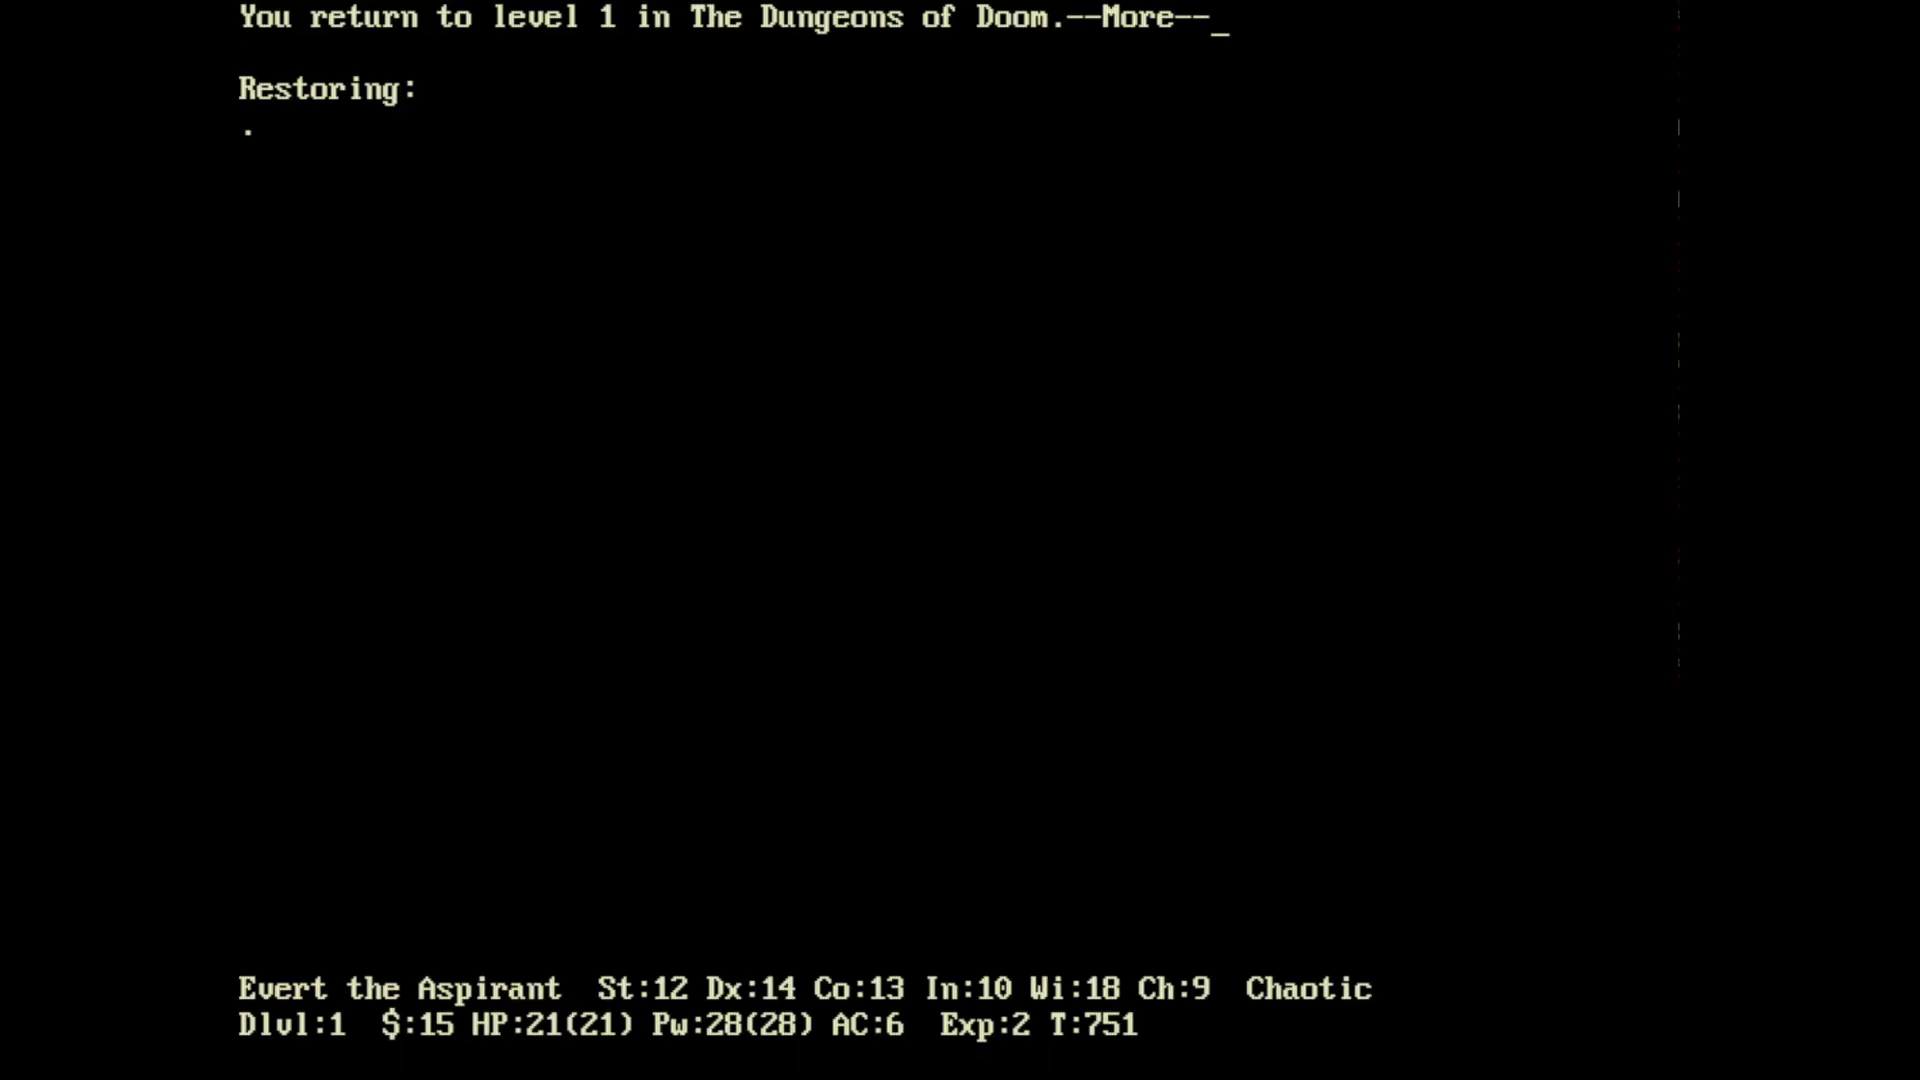 You return to level 1 in The Dungeons of Doom.--More--_
Restoring:
.
Evert the Aspirant  St:12 Dx:14 Co:13 In:10 Wi:18 Ch:9  Chaotic
Dlvl:1  $:15 HP:21(21) Pw:28(28) AC:6  Exp:2 T:751